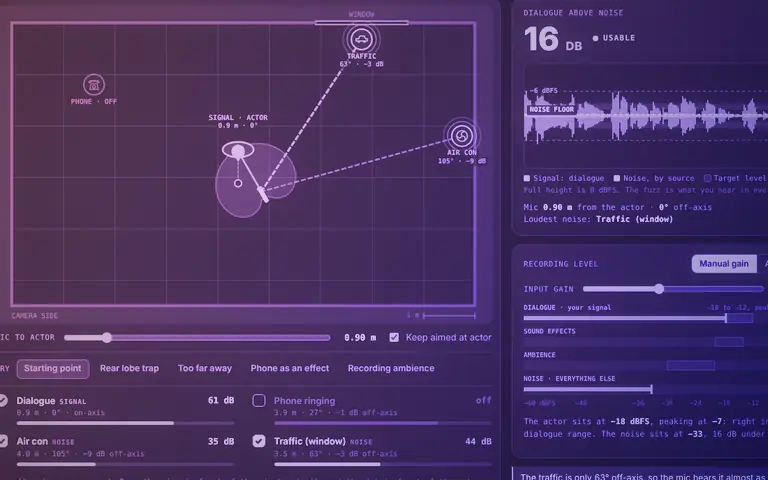 WINDOW
TRAFFIC
63° · −3 dB
PHONE · OFF
SIGNAL · ACTOR
0.9 m · 0°
AIR CON
105° · −9 dB
CAMERA SIDE
1 m
IC TO ACTOR
0.90 m
Keep aimed at actor
RY
Starting point
Rear lobe trap
Too far away
Phone as an effect
Recording ambience
Dialogue SIGNAL
61 dB
0.9 m · 0° · on-axis
Phone ringing
off
3.9 m · 27° · −1 dB off-axis
Air con NOISE
35 dB
4.0 m · 105° · −9 dB off-axis
Traffic (window) NOISE
44 dB
3.5 m · 63° · −3 dB off-axis
DIALOGUE ABOVE NOISE
16 DB
USABLE
−6 dBFS
NOISE FLOOR
Signal: dialogue
Noise, by source
Target level
Full height is 0 dBFS. The fuzz is what you hear in
Mic 0.90 m from the actor · 0° off-axis
Loudest noise: Traffic (window)
RECORDING LEVEL
Manual gain
INPUT GAIN
DIALOGUE · your signal
−18 to −12,
SOUND EFFECTS
AMBIENCE
NOISE · EVERYTHING ELSE
−60 dBFS
−48
−36
−30
−24
−18
−12
The actor sits at −18 dBFS, peaking at −7: right
dialogue range. The noise sits at −33, 16 dB under
The traffic is only 63° off-axis, so the mic hears it almost as